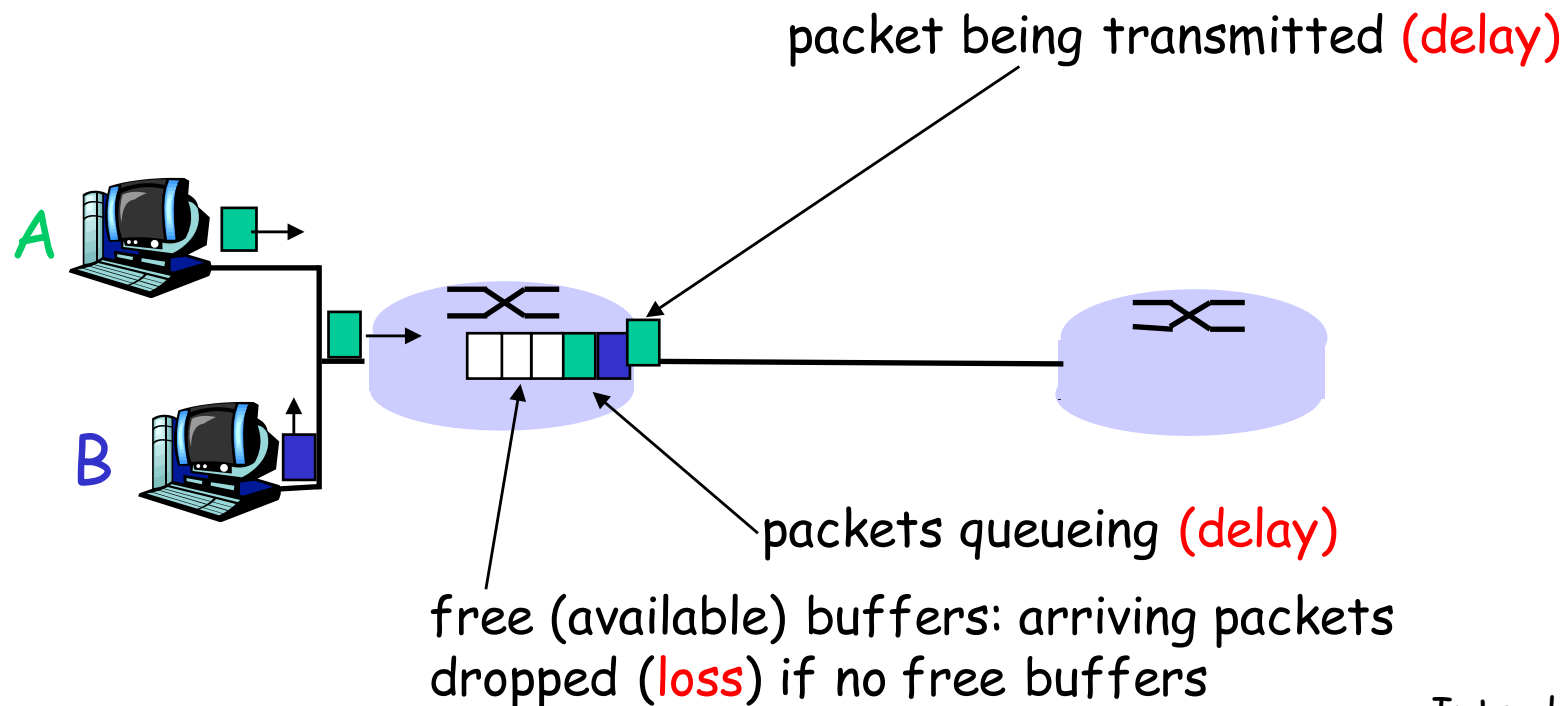 packet being transmitted (delay)
A
B
packets queueing (delay)
free (available) buffers: arriving packets
dropped (loss) if no free buffers